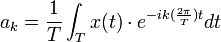 a_k = \frac{1}{T} \int_T x(t) \cdot e^{-ik(\frac{2\pi}{T})t} dt